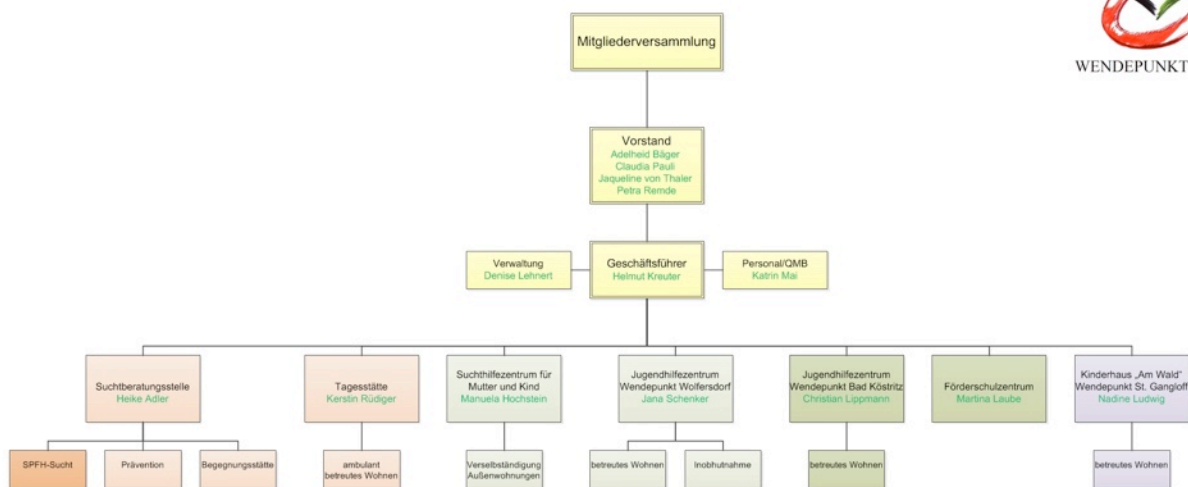 Mitgliederversammlung
WENDEPUNKT
Vorstand
Adelheid Bäger
Claudia Pauli
Jaqueline von Thaler
Petra Remde
Verwaltung
Denise Lehnert
Geschäftsführer
Helmut Kreuter
Personal/QMB
Katrin Mai
Suchtberatungsstelle
Heike Adler
Tagesstätte
Kerstin Rüdiger
Suchthilfezentrum für
Mutter und Kind
Manuela Hochstein
Jugendhilfezentrum
Wendepunkt Wolfersdorf
Jana Schenker
Jugendhilfezentrum
Wendepunkt Bad Köstritz
Christian Lippmann
Förderschulzentrum
Martina Laube
Kinderhaus „Am Wald“
Wendepunkt St. Gangloff
Nadine Ludwig
SPFH-Sucht
Prävention
Begegnungsstätte
ambulant
betreutes Wohnen
Verselbständigung
Außenwohnungen
betreutes Wohnen
Inobhutnahme
betreutes Wohnen
betreutes Wohnen